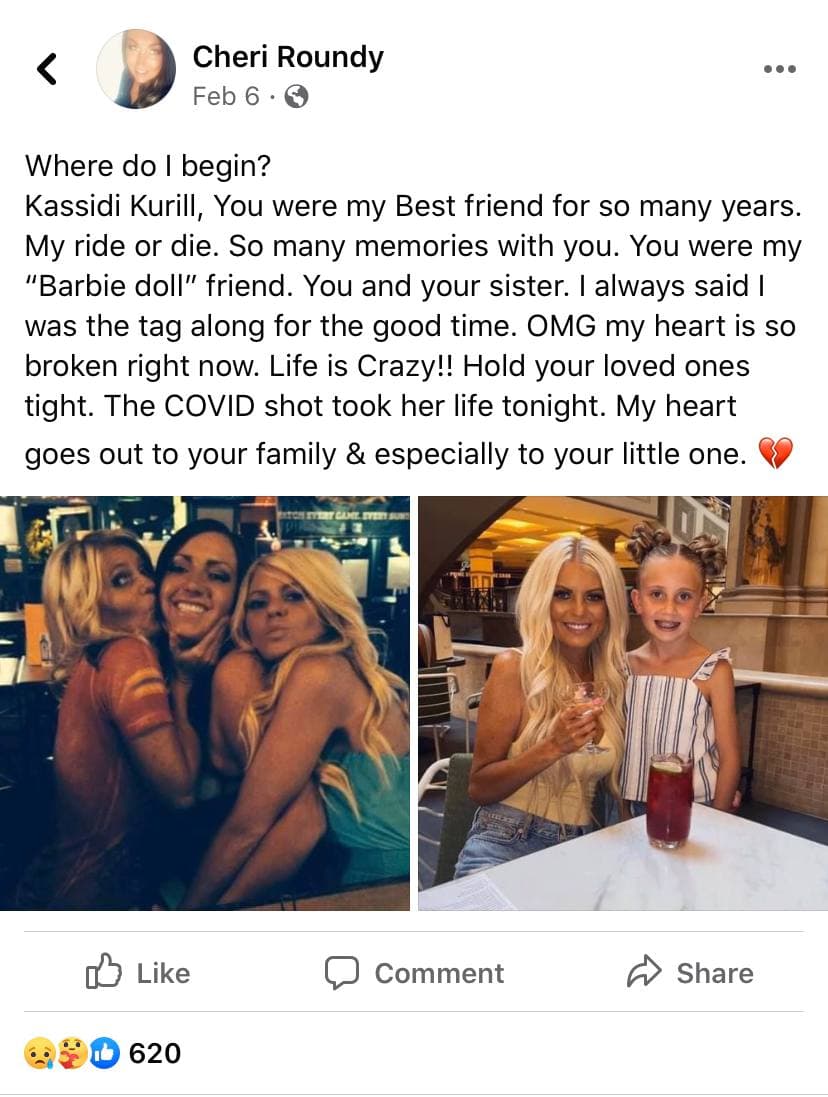 Cheri Roundy
Feb 6 ·
Where do I begin?
Kassidi Kurill, You were my Best friend for so many years.
My ride or die. So many memories with you. You were my
“Barbie doll” friend. You and your sister. I always said I
was the tag along for the good time. OMG my heart is so
broken right now. Life is Crazy!! Hold your loved ones
tight. The COVID shot took her life tonight. My heart
goes out to your family & especially to your little one. 💔
EVERY GAME. EVERY
Like
Comment
Share
620